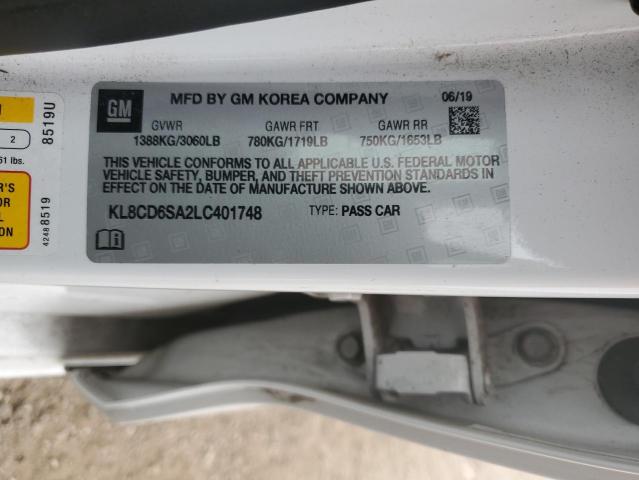 GM
MFD BY GM KOREA COMPANY
06/19
GVWR
GAWR FRT
GAWR RR
1388KG/3060LB
780KG/1719LB
750KG/1653LB
THIS VEHICLE CONFORMS TO ALL APPLICABLE U.S. FEDERAL MOTOR
VEHICLE SAFETY, BUMPER, AND THEFT PREVENTION STANDARDS IN
EFFECT ON THE DATE OF MANUFACTURE SHOWN ABOVE.
KL8CD6SA2LC401748
TYPE: PASS CAR
2
lbs.
8519U
42488519